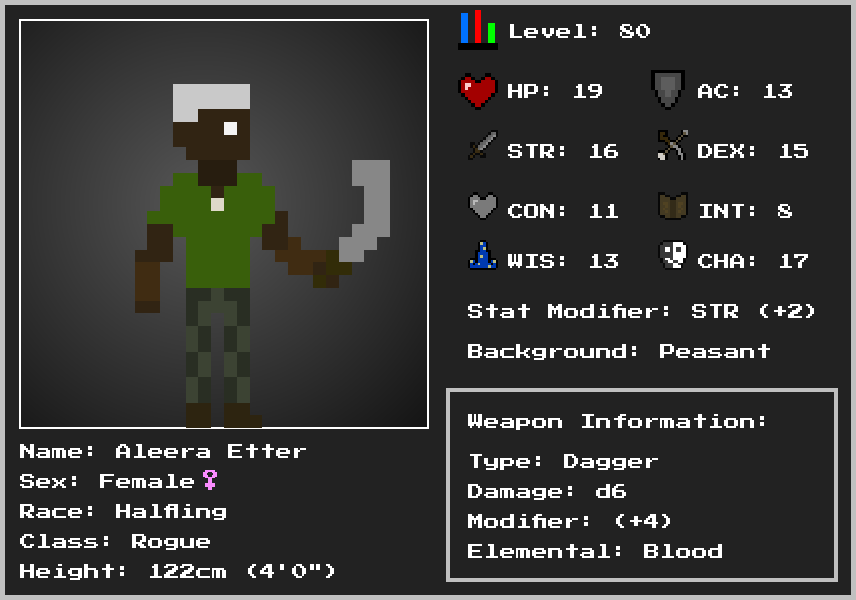 Level: 80
HP: 19
AC: 13
STR: 16
DEX: 15
CON: 11
INT: 8
WIS: 13
CHA: 17
Stat Modifier: STR (+2)
Background: Peasant
Weapon Information:
Type: Dagger
Damage: d6
Modifier: (+4)
Elemental: Blood
Name: Aleera Etter
Sex: Female♀
Race: Halfling
Class: Rogue
Height: 122cm (4'0")